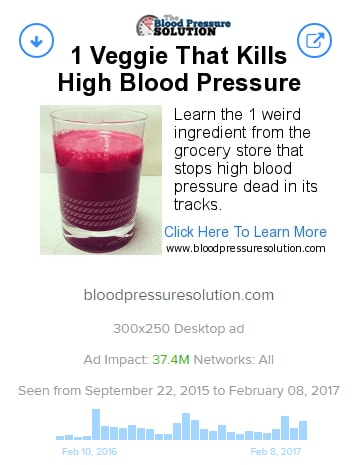 The
Blood Pressure
SOLUTION
1 Veggie That Kills
High Blood Pressure
Learn the 1 weird
ingredient from the
grocery store that
stops high blood
pressure dead in its
tracks.
Click Here To Learn More
www.bloodpressuresolution.com
bloodpressuresolution.com
300x250 Desktop ad
Ad Impact: 37.4M Networks: All
Seen from September 22, 2015 to February 08, 2017
Feb 10, 2016 Feb 8, 2017